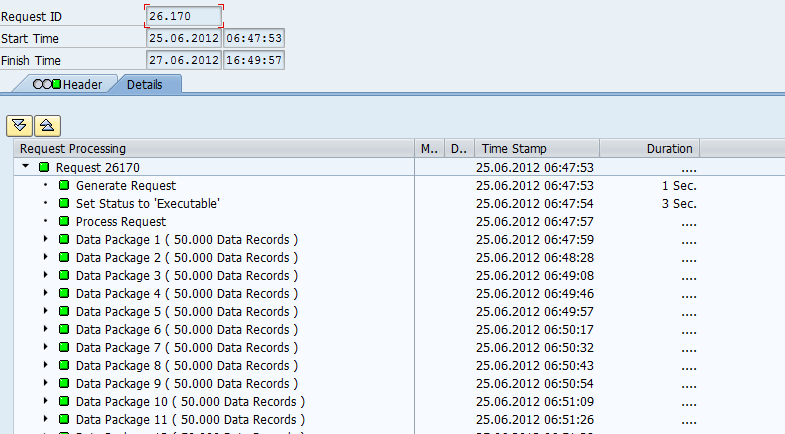 Request ID 26.170
Start Time 25.06.2012 06:47:53
Finish Time 27.06.2012 16:49:57
Header Details
Request Processing M.. D.. Time Stamp Duration
Request 26170 25.06.2012 06:47:53 ....
Generate Request 25.06.2012 06:47:53 1 Sec.
Set Status to 'Executable' 25.06.2012 06:47:54 3 Sec.
Process Request 25.06.2012 06:47:57 ....
Data Package 1 ( 50.000 Data Records ) 25.06.2012 06:47:59 ....
Data Package 2 ( 50.000 Data Records ) 25.06.2012 06:48:28 ....
Data Package 3 ( 50.000 Data Records ) 25.06.2012 06:49:08 ....
Data Package 4 ( 50.000 Data Records ) 25.06.2012 06:49:46 ....
Data Package 5 ( 50.000 Data Records ) 25.06.2012 06:49:57 ....
Data Package 6 ( 50.000 Data Records ) 25.06.2012 06:50:17 ....
Data Package 7 ( 50.000 Data Records ) 25.06.2012 06:50:32 ....
Data Package 8 ( 50.000 Data Records ) 25.06.2012 06:50:43 ....
Data Package 9 ( 50.000 Data Records ) 25.06.2012 06:50:54 ....
Data Package 10 ( 50.000 Data Records ) 25.06.2012 06:51:09 ....
Data Package 11 ( 50.000 Data Records ) 25.06.2012 06:51:26 ....